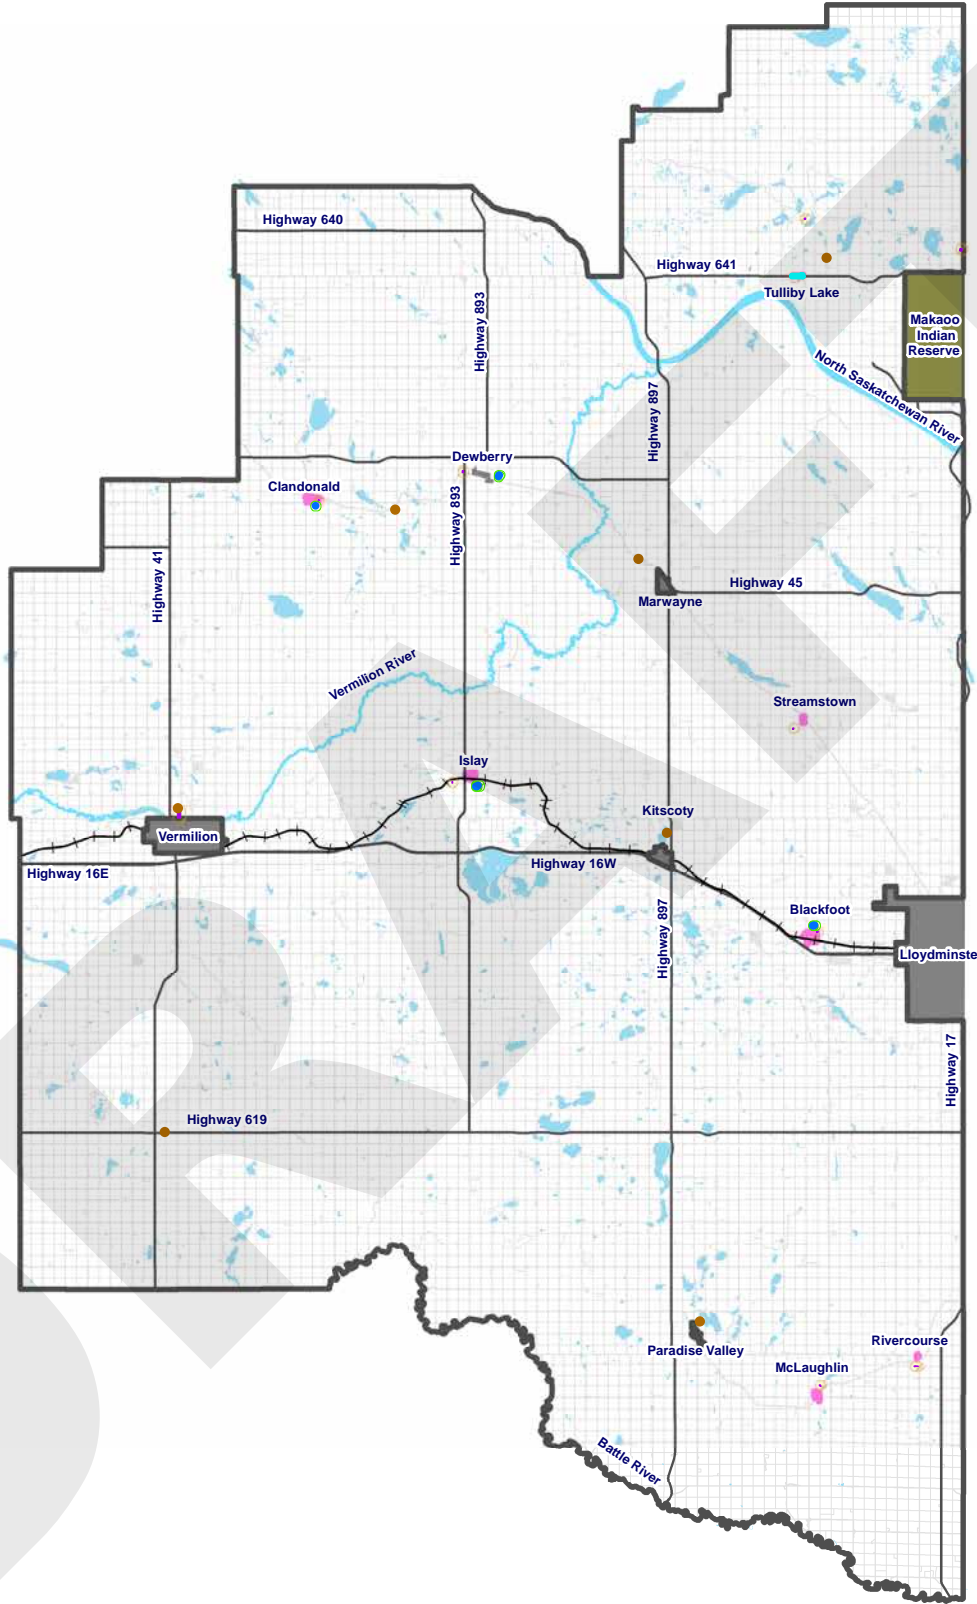 Highway 640
Highway 641
Tulliby Lake
Highway 893
Makaoo
Indian
Reserve
North Saskatchewan River
Highway 897
Dewberry
Clandonald
Highway 893
Highway 41
Highway 45
Marwayne
Vermilion River
Streamstown
Islay
Kitscoty
Vermilion
Highway 16E
Highway 16W
Blackfoot
Highway 897
Lloydminste
Highway 17
Highway 619
Rivercourse
Paradise Valley
McLaughlin
Battle River
DRAF